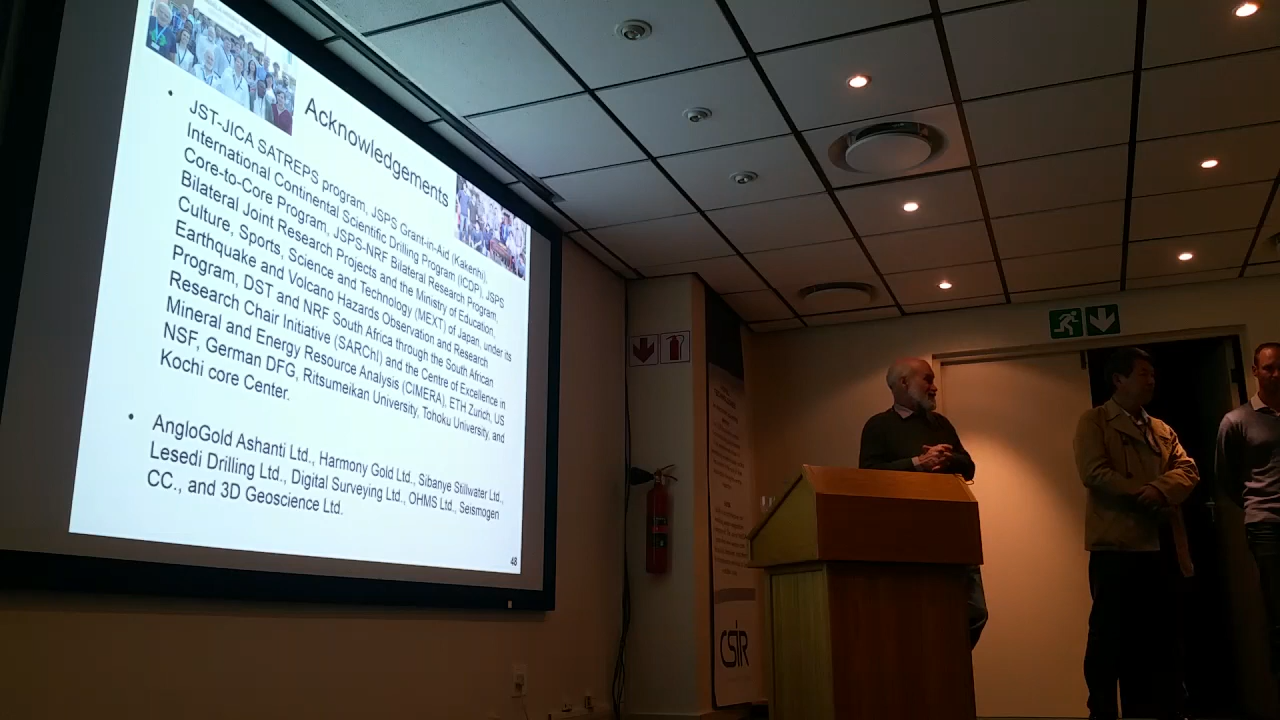 Acknowledgements
• JST-JICA SATREPS program, JSPS Grant-in-Aid (Kakenhi),
International Continental Scientific Drilling Program (ICDP), JSPS
Core-to-Core Program, JSPS-NRF Bilateral Research Program,
Bilateral Joint Research Projects and the Ministry of Education,
Culture, Sports, Science and Technology (MEXT) of Japan, under its
Earthquake and Volcano Hazards Observation and Research
Program, DST and NRF South Africa through the South African
Research Chair Initiative (SARChI) and the Centre of Excellence in
Mineral and Energy Resource Analysis (CIMERA), ETH Zurich, US
NSF, German DFG, Ritsumeikan University, Tohoku University, and
Kochi core Center.
• AngloGold Ashanti Ltd., Harmony Gold Ltd., Sibanye Stillwater Ltd.,
Lesedi Drilling Ltd., Digital Surveying Ltd., OHMS Ltd., Seismogen
CC., and 3D Geoscience Ltd.
48
CSIR